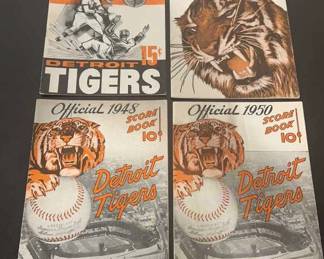 DETROIT
15¢
TIGERS
Official 1948
SCORE
BOOK
10¢
Detroit
Tigers
Official 1950
SCORE
BOOK
10¢
Detroit
Tigers